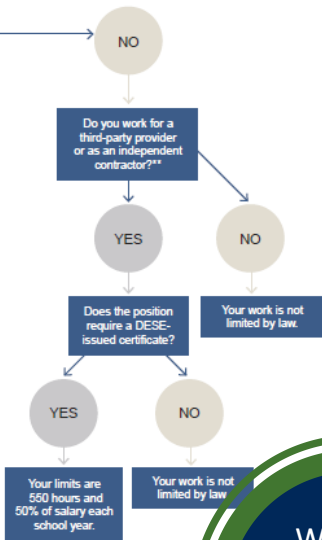 NO
Do you work for a
third-party provider
or as an independent
contractor?**
YES
NO
Does the position
require a DESE-
issued certificate?
Your work is not
limited by law.
YES
NO
Your limits are
550 hours and
50% of salary each
school year.
Your work is not
limited by law
W